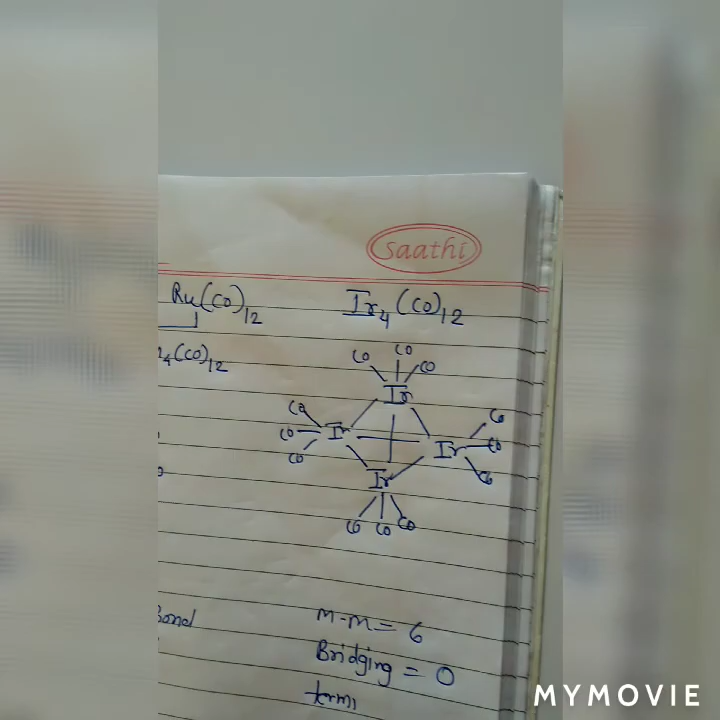 Saathi
Ru(CO)12 Ir4(CO)12
4(CO)12
CO CO CO
Ir
CO CO
CO Ir Ir CO
CO CO
Ir
CO CO CO
Bond M-M = 6
Bridging = 0
termi
MYMOVIE